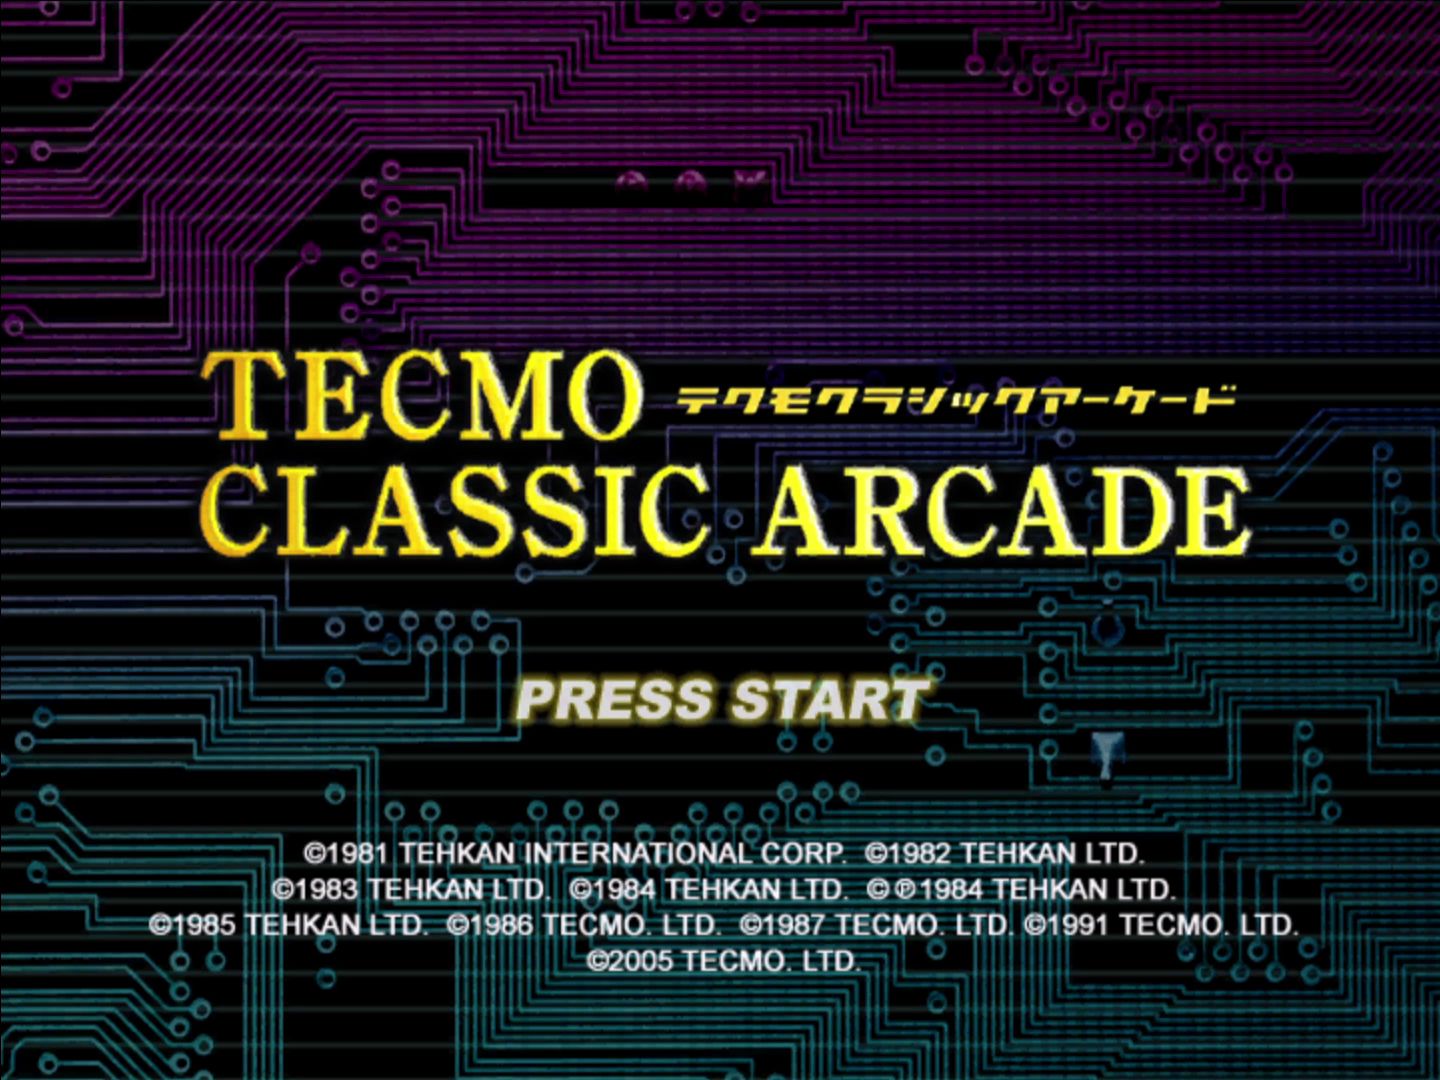 TECMO
テクモクラシックアーケード
CLASSIC ARCADE
PRESS START
©1981 TEHKAN INTERNATIONAL CORP. ©1982 TEHKAN LTD.
©1983 TEHKAN LTD. ©1984 TEHKAN LTD. ©℗1984 TEHKAN LTD.
©1985 TEHKAN LTD. ©1986 TECMO. LTD. ©1987 TECMO. LTD. ©1991 TECMO. LTD.
©2005 TECMO. LTD.